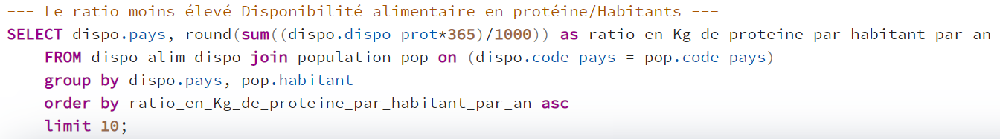 --- Le ratio moins élevé Disponibilité alimentaire en protéine/Habitants ---
SELECT dispo.pays, round(sum((dispo.dispo_prot*365)/1000)) as ratio_en_Kg_de_proteine_par_habitant_par_an
FROM dispo_alim dispo join population pop on (dispo.code_pays = pop.code_pays)
group by dispo.pays, pop.habitant
order by ratio_en_Kg_de_proteine_par_habitant_par_an asc
limit 10;